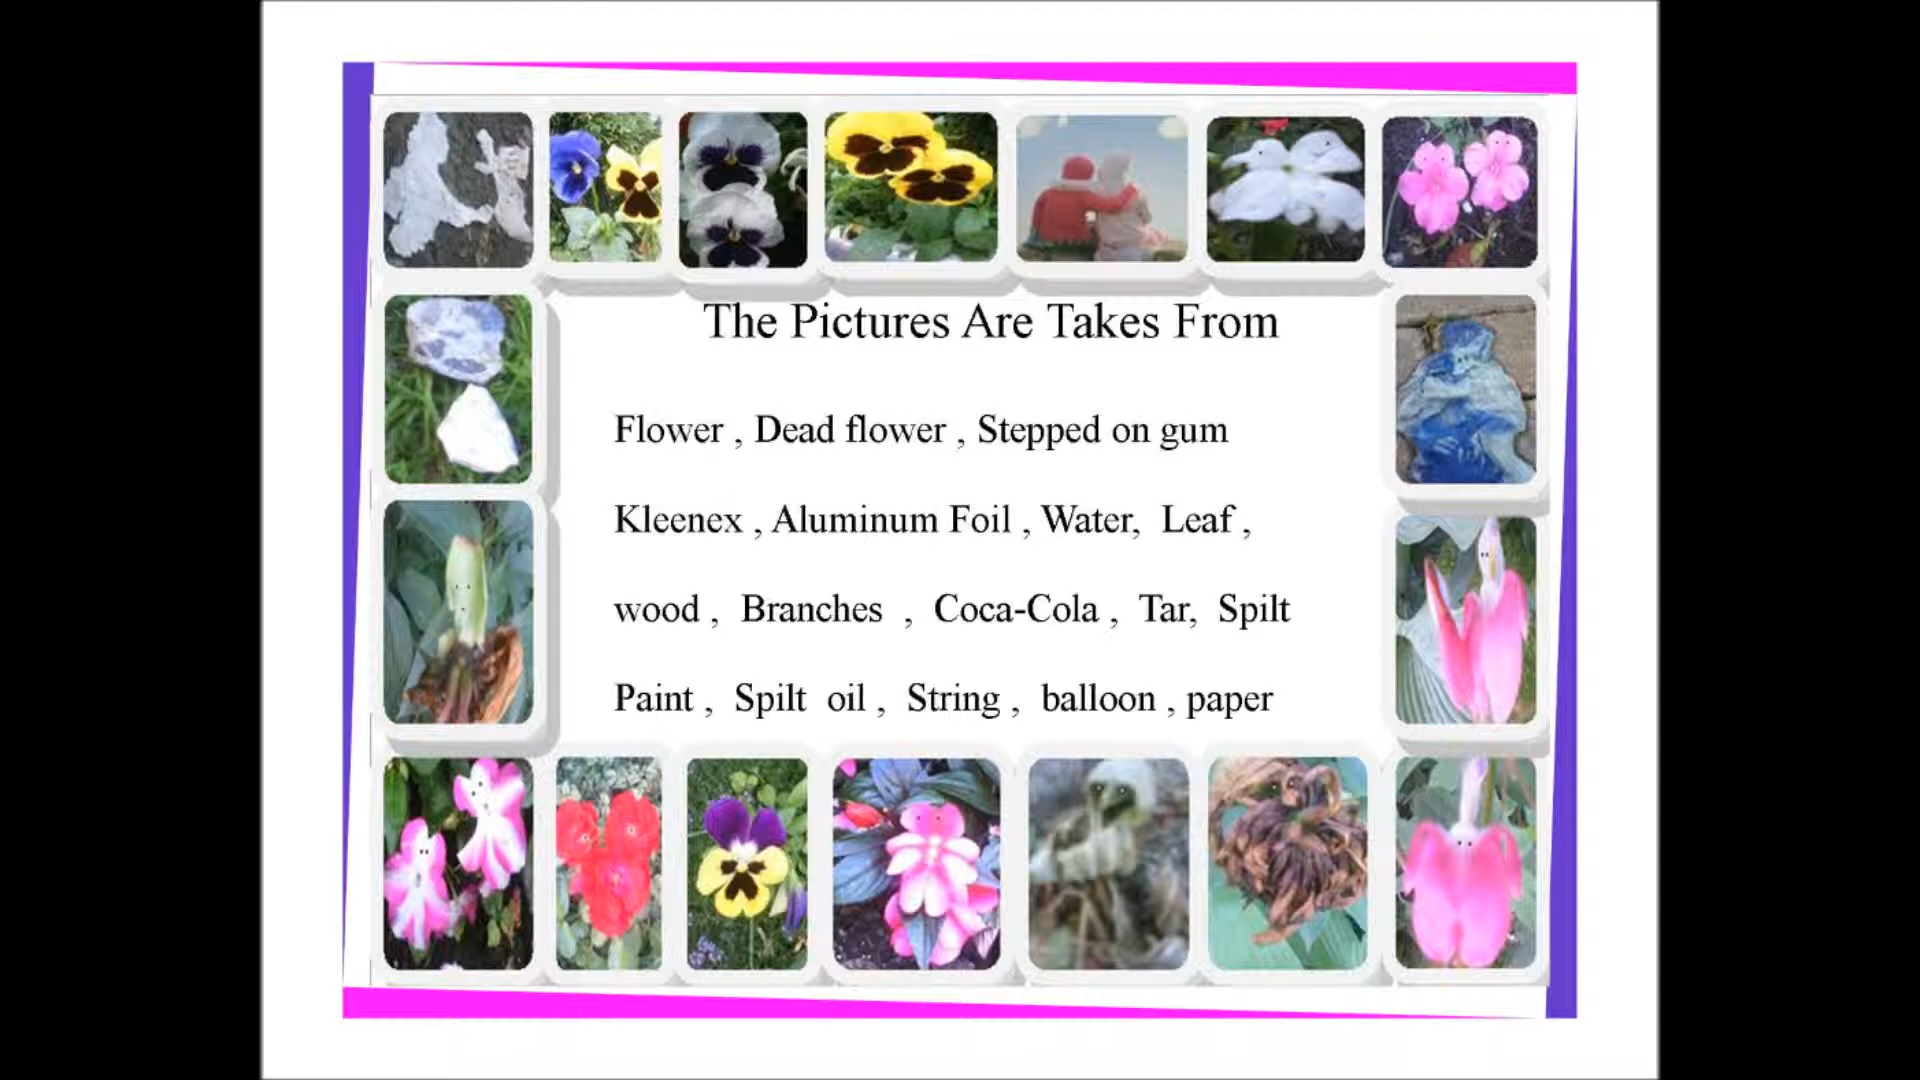 The Pictures Are Takes From
Flower , Dead flower , Stepped on gum
Kleenex , Aluminum Foil , Water, Leaf ,
wood , Branches , Coca-Cola , Tar, Spilt
Paint , Spilt oil , String , balloon , paper